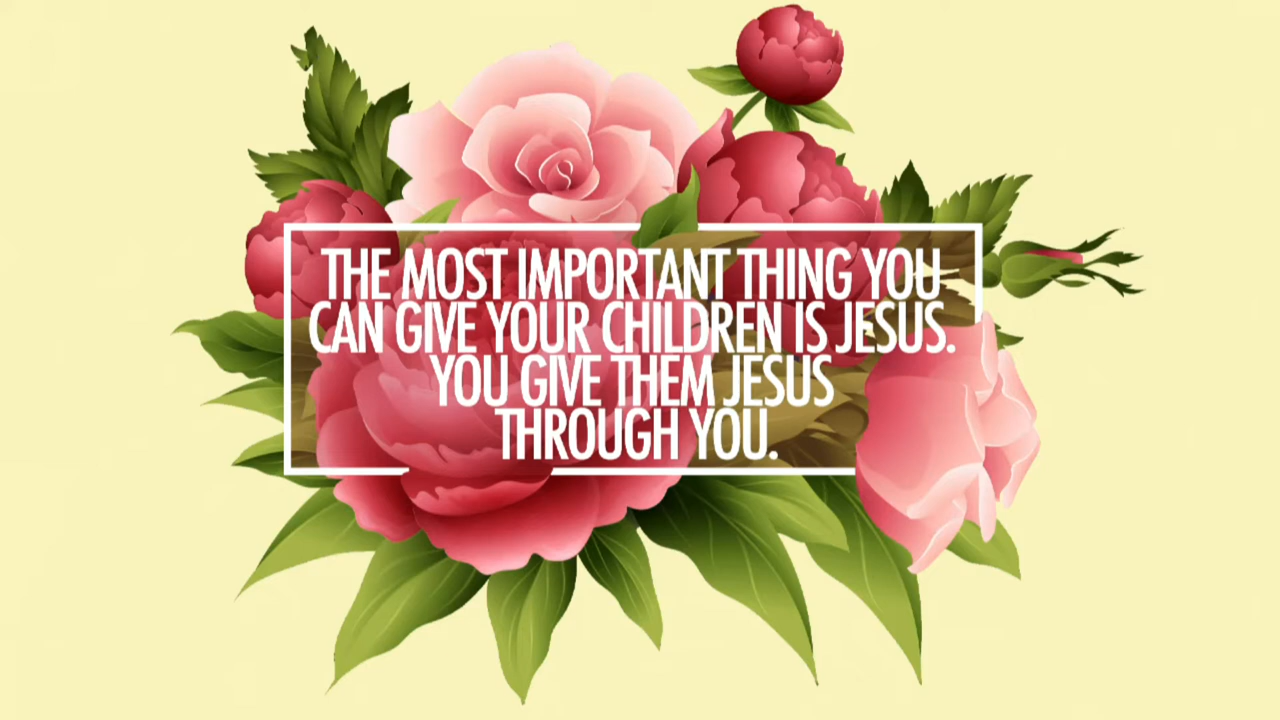 THE MOST IMPORTANT THING YOU
CAN GIVE YOUR CHILDREN IS JESUS.
YOU GIVE THEM JESUS
THROUGH YOU.